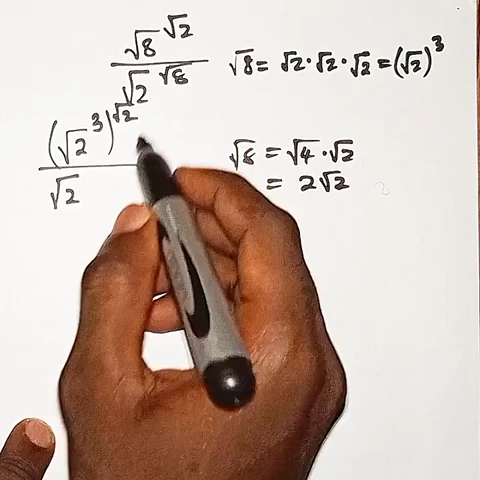 √8^√2 / √2^√8
√8 = √2·√2·√2 = (√2)^3
(√2^3)^√2 / √2
√8 = √4·√2
= 2√2